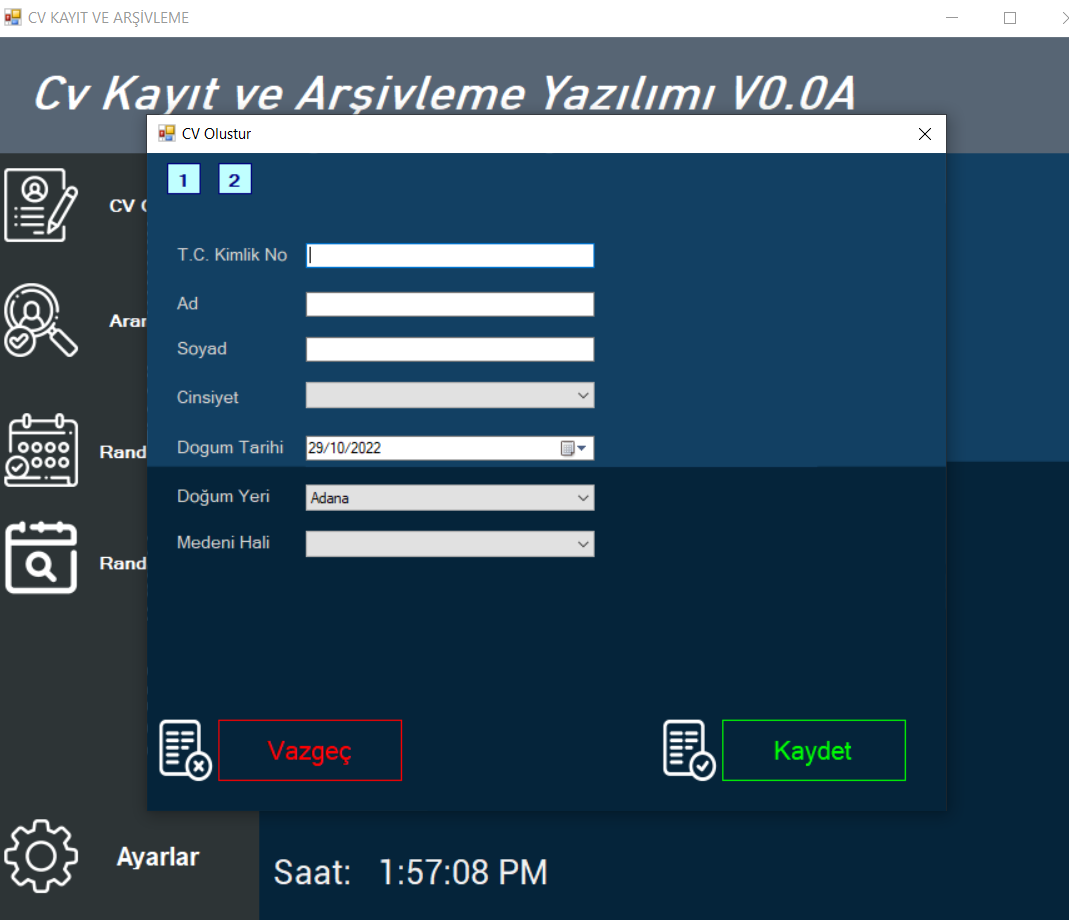 CV KAYIT VE ARŞİVLEME
Cv Kayıt ve Arşivleme Yazılımı V0.0A
CV Olustur
1 2
CV
T.C. Kimlik No
Arar
Ad
Soyad
Cinsiyet
Rand
Dogum Tarihi 29/10/2022
Doğum Yeri Adana
Medeni Hali
Rand
Vazgeç
Kaydet
Ayarlar
Saat: 1:57:08 PM